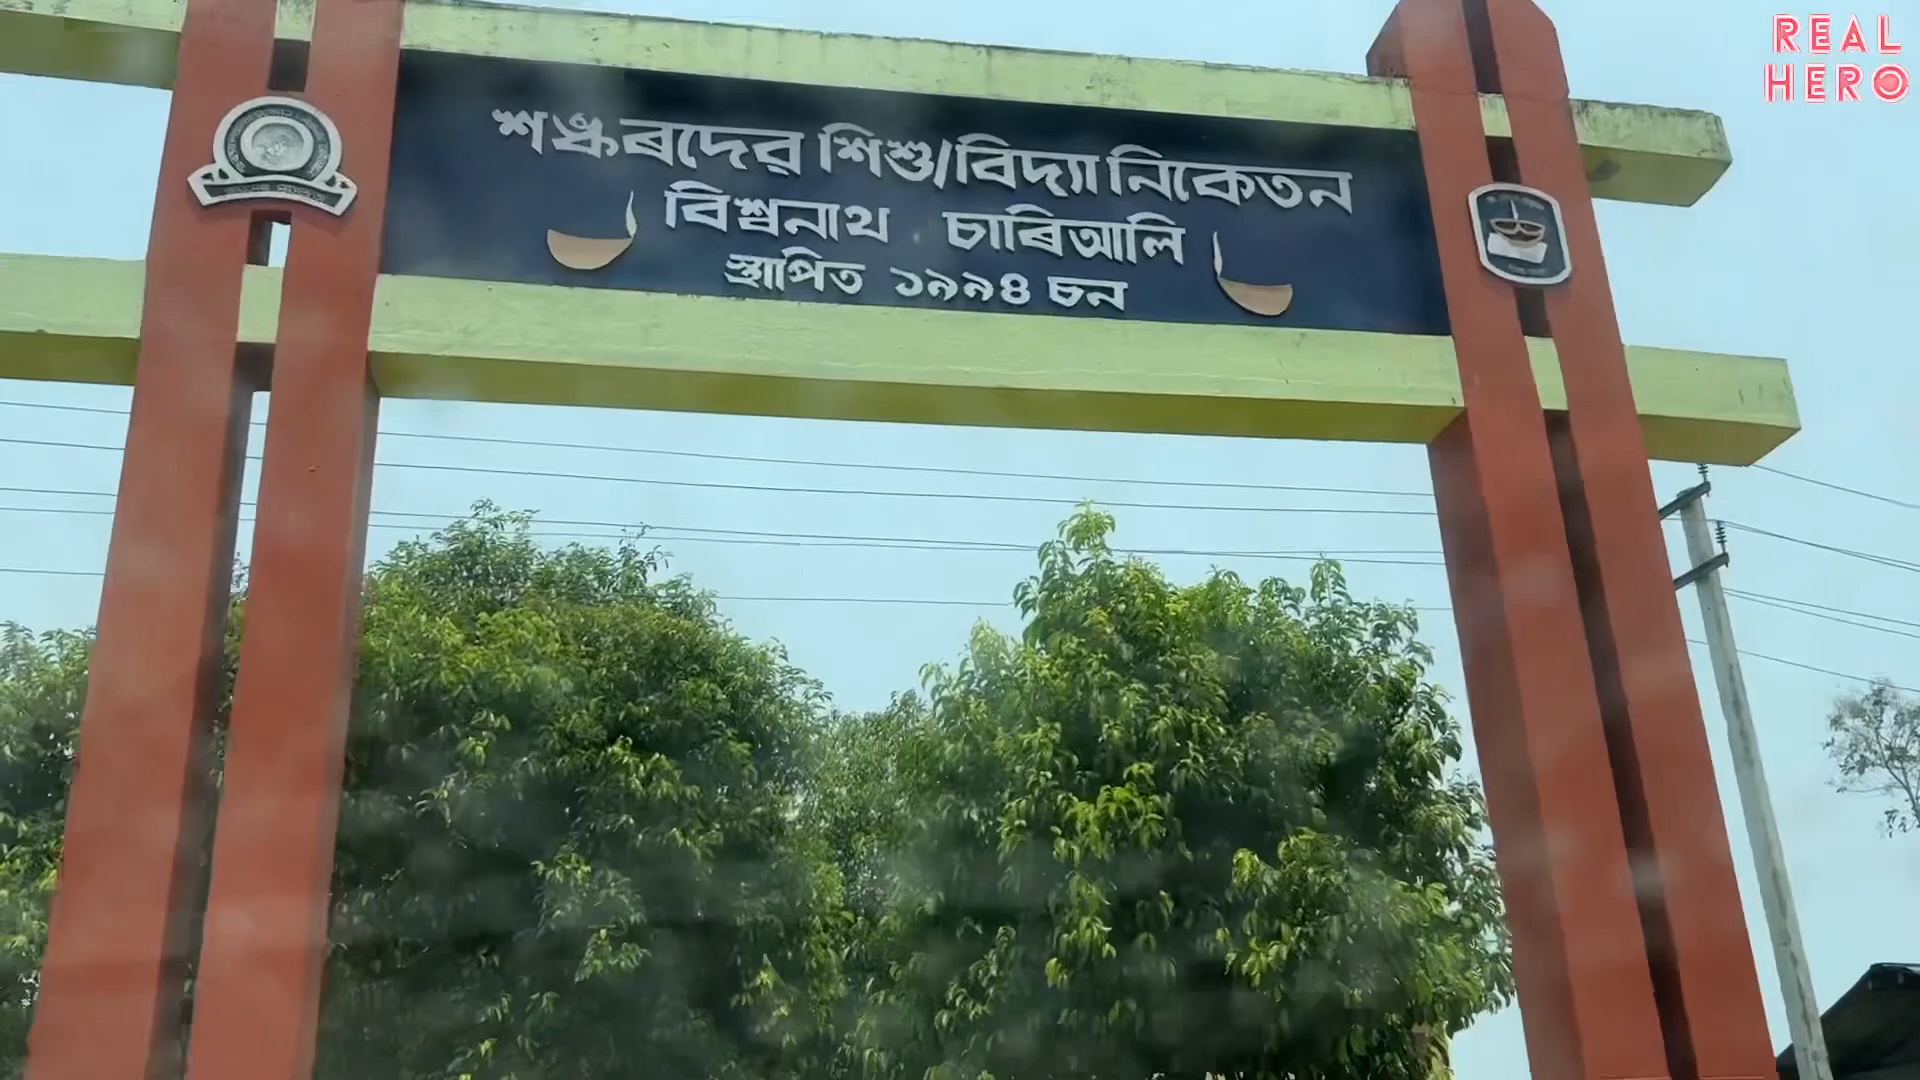 শঙ্কৰদেৱ শিশু/বিদ্যা নিকেতন
বিশ্বনাথ চাৰিআলি
স্থাপিত ১৯৯৪ চন
REAL
HERO